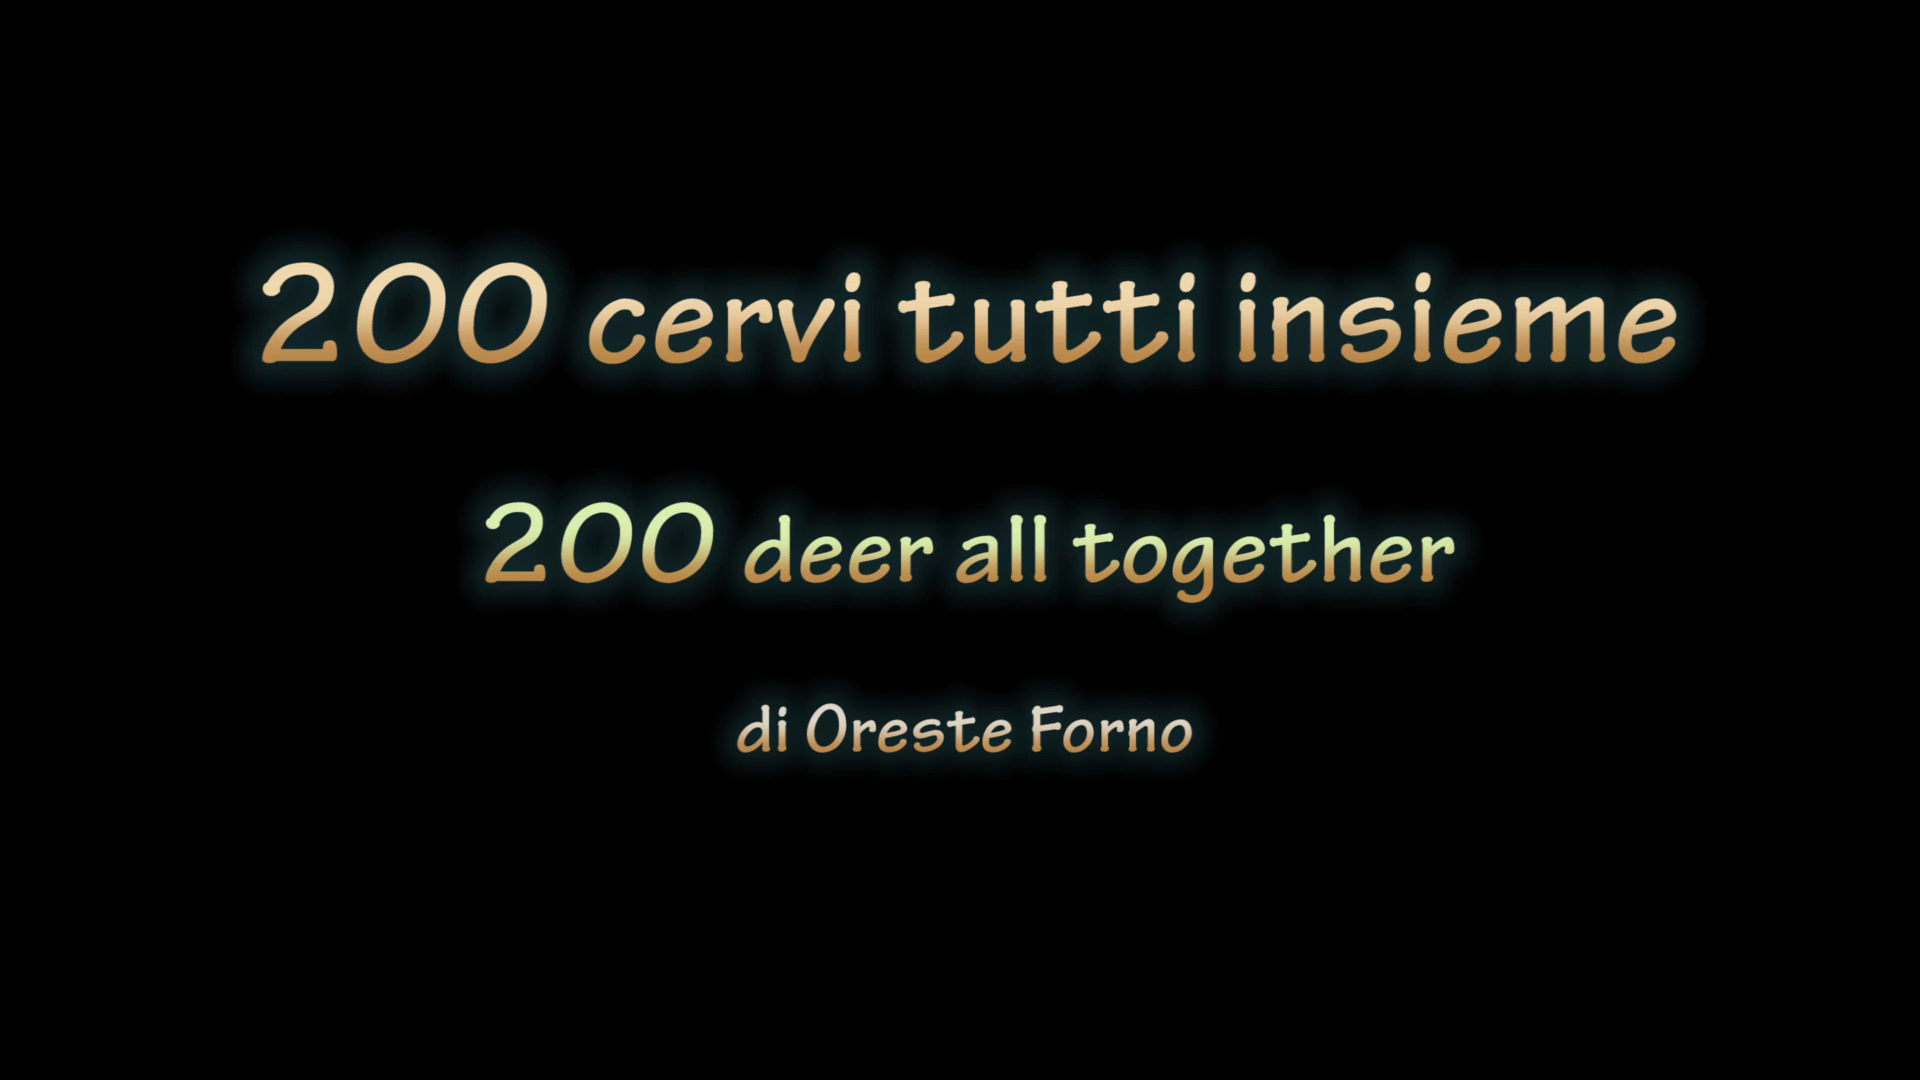 200 cervi tutti insieme
200 deer all together
di Oreste Forno